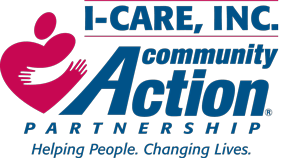 I-CARE, INC.
community
Action®
PARTNERSHIP
Helping People. Changing Lives.